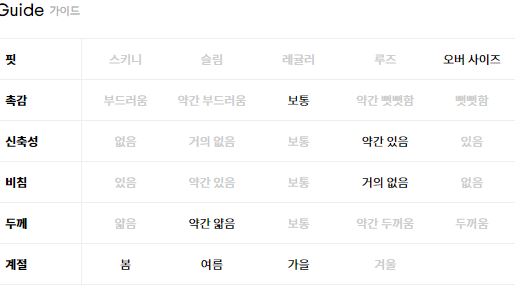 Guide 가이드
핏 스키니 슬림 레귤러 루즈 오버 사이즈
촉감 부드러움 약간 부드러움 보통 약간 뻣뻣함 뻣뻣함
신축성 없음 거의 없음 보통 약간 있음 있음
비침 있음 약간 있음 보통 거의 없음 없음
두께 얇음 약간 얇음 보통 약간 두꺼움 두꺼움
계절 봄 여름 가을 겨울